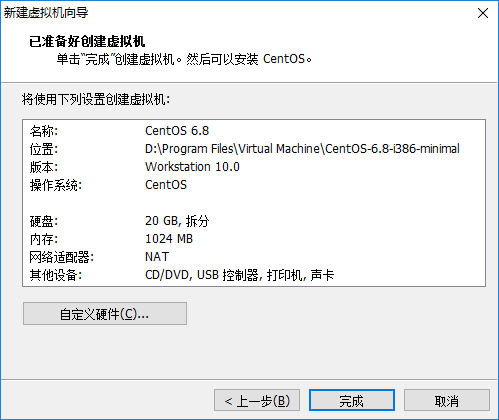 新建虚拟机向导
已准备好创建虚拟机
单击“完成”创建虚拟机。然后可以安装 CentOS。
将使用下列设置创建虚拟机:
名称: CentOS 6.8
位置: D:\Program Files\Virtual Machine\CentOS-6.8-i386-minimal
版本: Workstation 10.0
操作系统: CentOS
硬盘: 20 GB, 拆分
内存: 1024 MB
网络适配器: NAT
其他设备: CD/DVD, USB 控制器, 打印机, 声卡
自定义硬件(C)...
< 上一步(B) 完成 取消